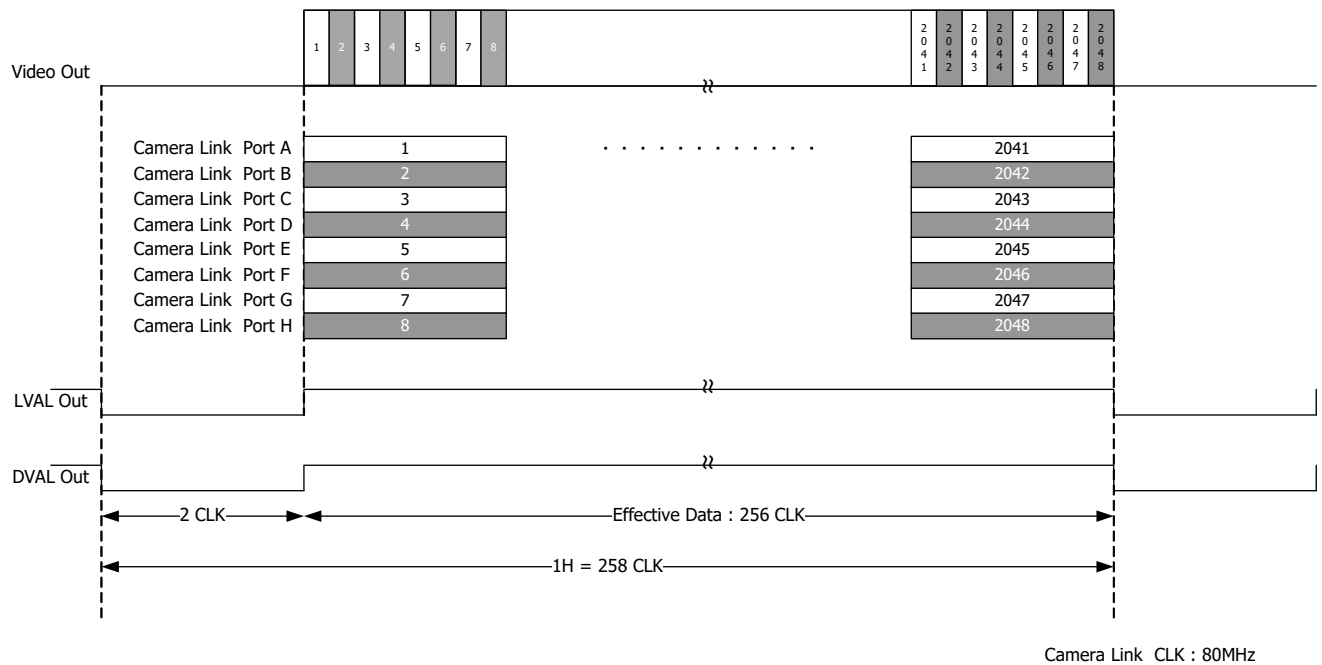 1 2 3 4 5 6 7 8 2041 2042 2043 2044 2045 2046 2047 2048
Video Out
Camera Link Port A 1 . . . . . . . . . . . . 2041
Camera Link Port B 2 2042
Camera Link Port C 3 2043
Camera Link Port D 4 2044
Camera Link Port E 5 2045
Camera Link Port F 6 2046
Camera Link Port G 7 2047
Camera Link Port H 8 2048
LVAL Out
DVAL Out
2 CLK Effective Data : 256 CLK
1H = 258 CLK
Camera Link CLK : 80MHz